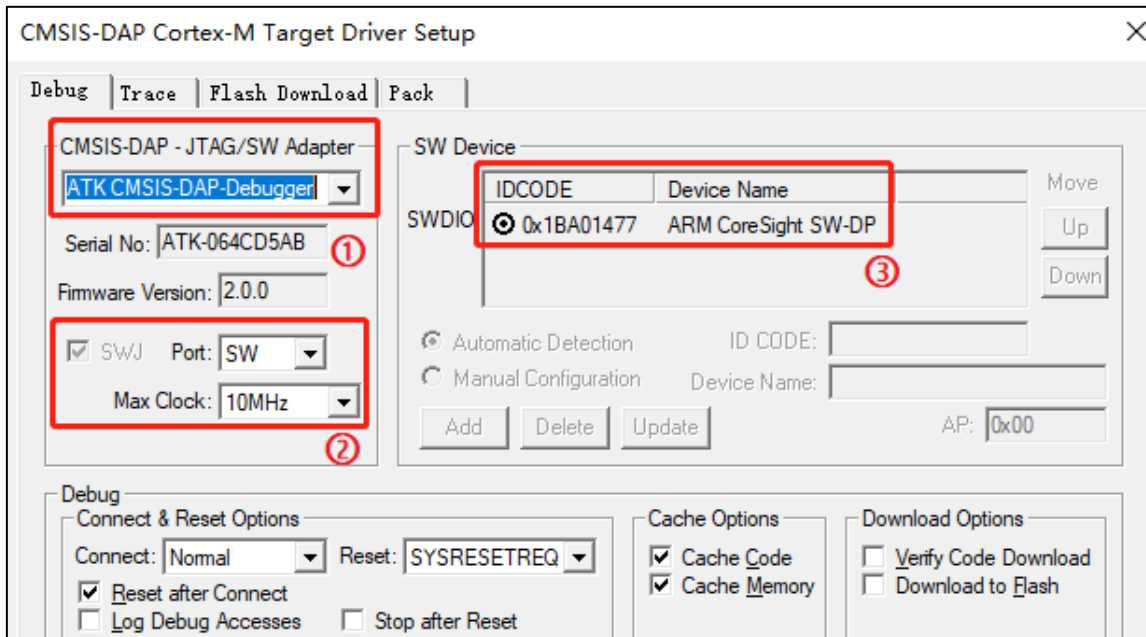 CMSIS-DAP Cortex-M Target Driver Setup
Debug Trace Flash Download Pack
CMSIS-DAP - JTAG/SW Adapter
ATK CMSIS-DAP-Debugger
Serial No: ATK-064CD5AB
①
Firmware Version: 2.0.0
SWJ Port: SW
Max Clock: 10MHz
②
SW Device
IDCODE Device Name
SWDIO 0x1BA01477 ARM CoreSight SW-DP
③
Move
Up
Down
Automatic Detection ID CODE:
Manual Configuration Device Name:
Add Delete Update AP: 0x00
Debug
Connect & Reset Options
Connect: Normal Reset: SYSRESETREQ
Reset after Connect
Log Debug Accesses Stop after Reset
Cache Options
Cache Code
Cache Memory
Download Options
Verify Code Download
Download to Flash